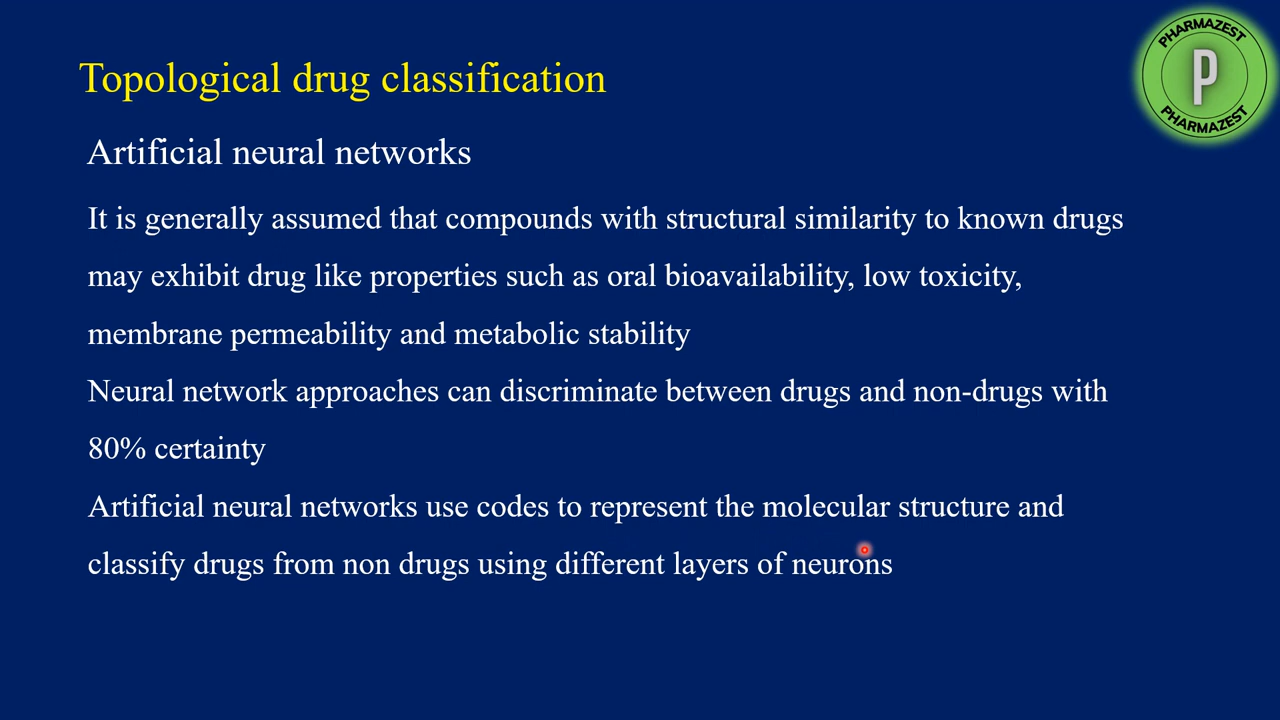 PHARMAZEST
P
PHARMAZEST
Topological drug classification
Artificial neural networks
It is generally assumed that compounds with structural similarity to known drugs
may exhibit drug like properties such as oral bioavailability, low toxicity,
membrane permeability and metabolic stability
Neural network approaches can discriminate between drugs and non-drugs with
80% certainty
Artificial neural networks use codes to represent the molecular structure and
classify drugs from non drugs using different layers of neurons